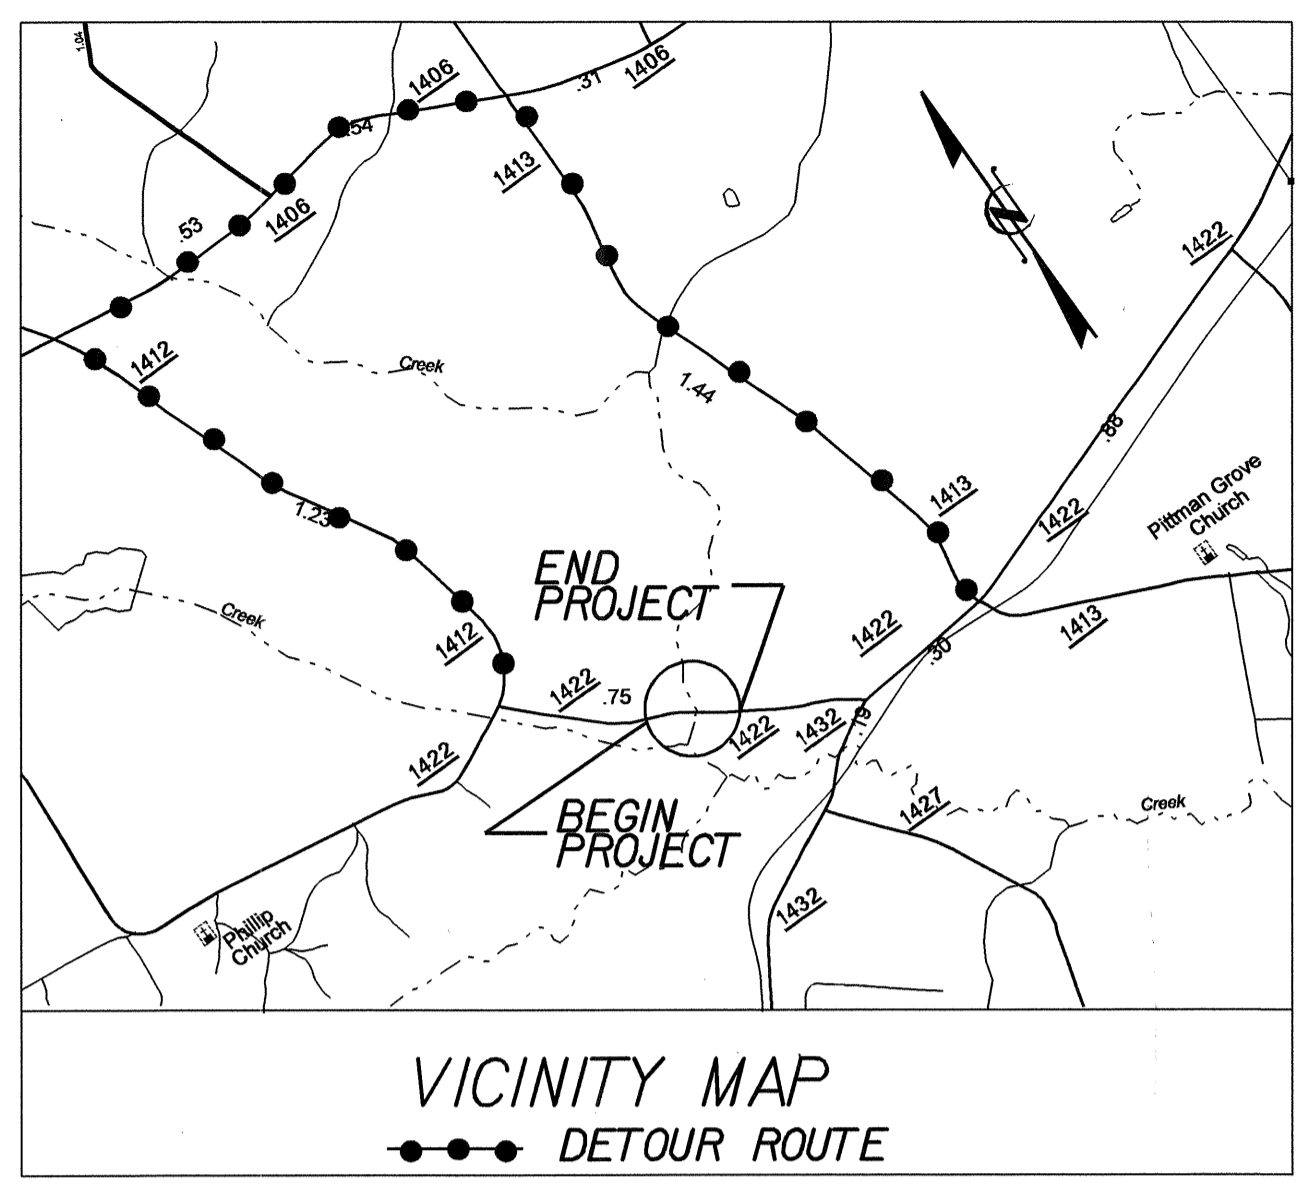 1.04
1406
.54
.31
1406
1413
N
.53
1406
1422
1412
Creek
1.44
.88
1413
1422
Pittman Grove
Church
1.23
END
PROJECT
Creek
1412
1422
.30
1413
1422
.75
1422
1432
.19
1422
BEGIN
PROJECT
1427
Creek
1432
Phillip
Church
VICINITY MAP
DETOUR ROUTE